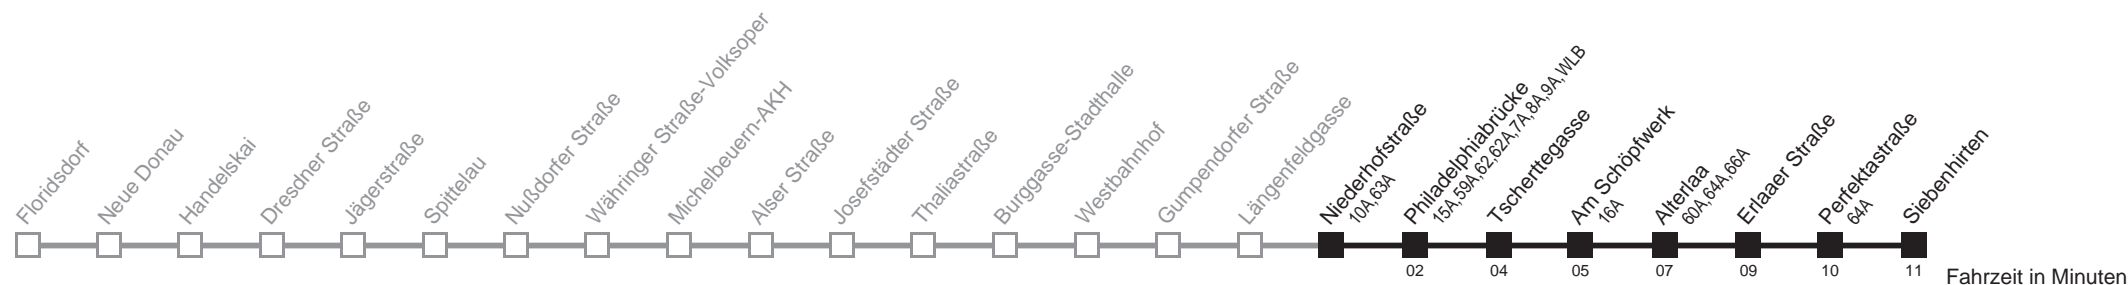 Floridsdorf
Neue Donau
Handelskai
Dresdner Straße
Jägerstraße
Spittelau
Nußdorfer Straße
Währinger Straße-Volksoper
Michelbeuern-AKH
Alser Straße
Josefstädter Straße
Thaliastraße
Burggasse-Stadthalle
Westbahnhof
Gumpendorfer Straße
Längenfeldgasse
Niederhofstraße
10A,63A
Philadelphiabrücke
15A,59A,62,62A,7A,8A,9A,WLB
Tscherttegasse
Am Schöpfwerk
16A
Alterlaa
60A,64A,66A
Erlaaer Straße
Perfektastraße
64A
Siebenhirten
02 04 05 07 09 10 11 Fahrzeit in Minuten